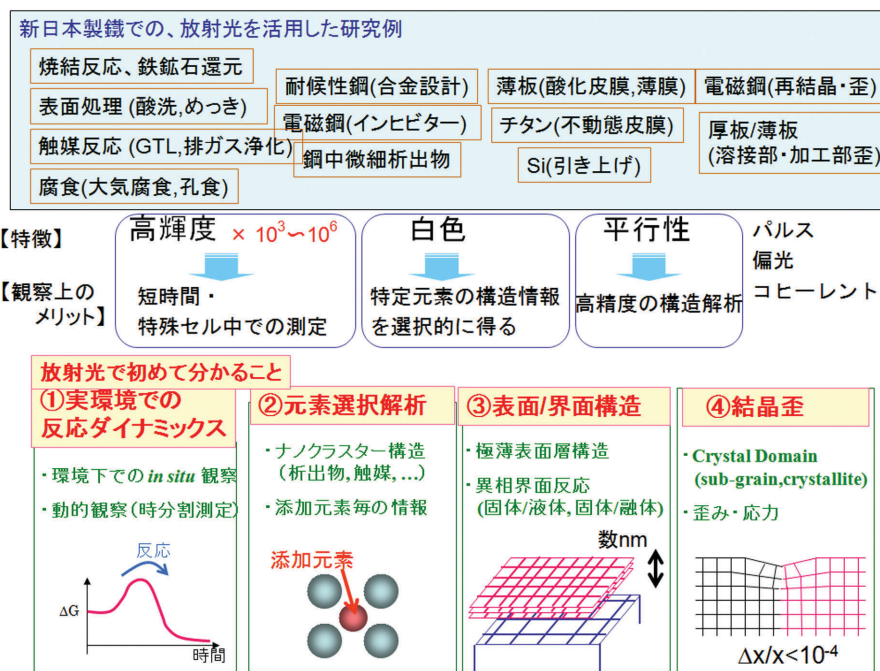 新日本製鐵での、放射光を活用した研究例
焼結反応、鉄鉱石還元
表面処理 (酸洗,めっき)
触媒反応 (GTL,排ガス浄化)
腐食(大気腐食,孔食)
耐候性鋼(合金設計)
電磁鋼(インヒビター)
鋼中微細析出物
薄板(酸化皮膜,薄膜)
チタン(不動態皮膜)
Si(引き上げ)
電磁鋼(再結晶・歪)
厚板/薄板
(溶接部・加工部歪)
【特徴】
高輝度 × 10³~10⁶
白色
平行性
パルス
偏光
コヒーレント
【観察上の
メリット】
短時間・
特殊セル中での測定
特定元素の構造情報
を選択的に得る
高精度の構造解析
放射光で初めて分かること
①実環境での
反応ダイナミックス
・環境下での in situ 観察
・動的観察(時分割測定)
反応
ΔG
時間
②元素選択解析
・ナノクラスター構造
(析出物,触媒,...)
・添加元素毎の情報
添加元素
③表面/界面構造
・極薄表面層構造
・異相界面反応
(固体/液体,固体/融体)
数nm
④結晶歪
・Crystal Domain
(sub-grain,crystallite)
・歪み・応力
Δx/x<10⁻⁴